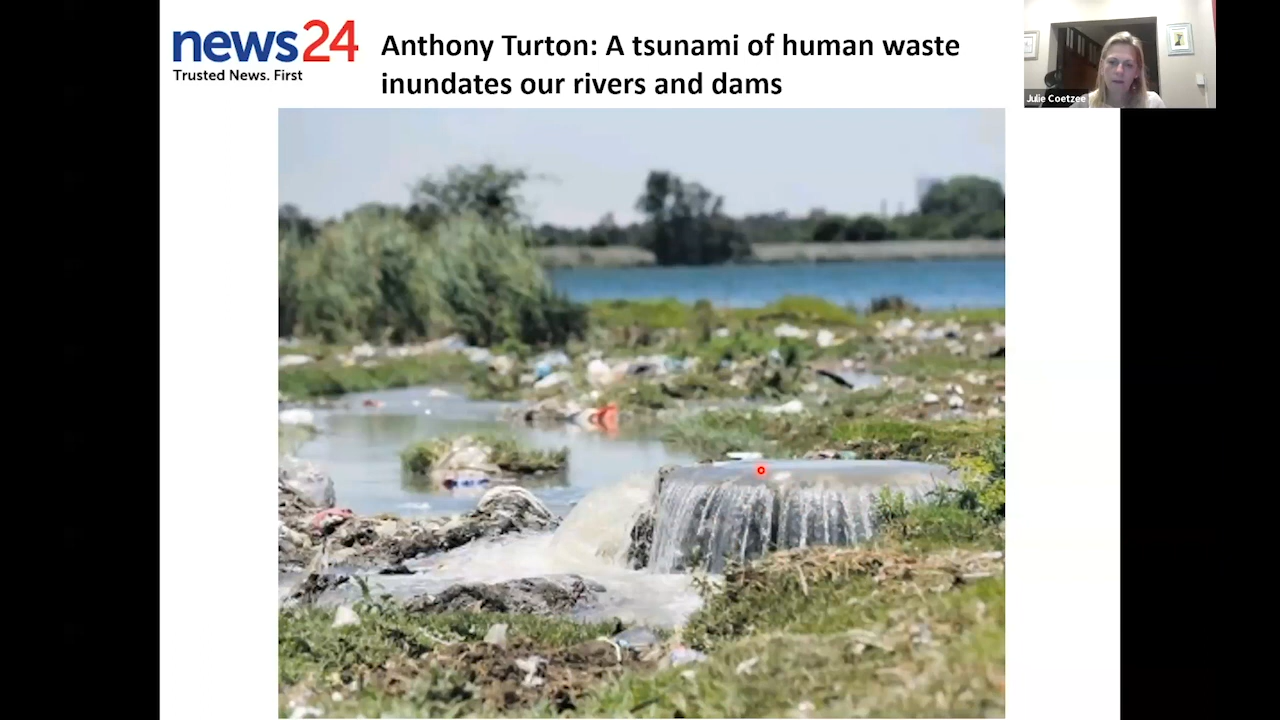 news24
Trusted News. First
Anthony Turton: A tsunami of human waste
inundates our rivers and dams
Julie Coetzee